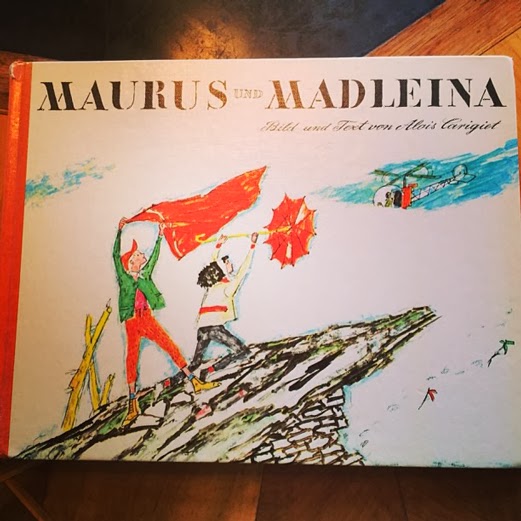 MAURUS UND MADLEINA
Bild und Text von Alois Carigiet